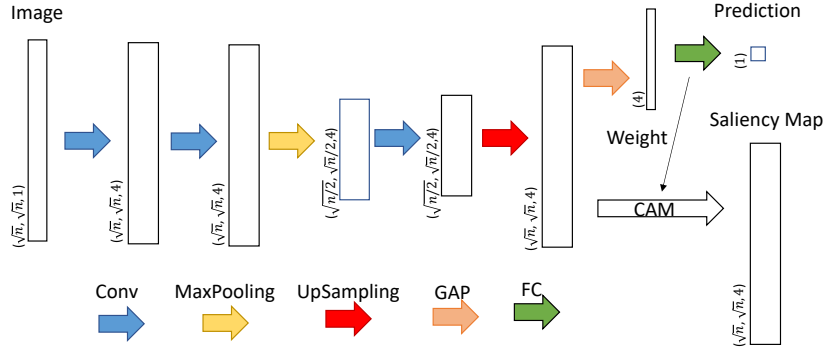 Image
Prediction
(√n, √n, 1)
(√n, √n, 4)
(√n, √n, 4)
(√n/2, √n/2,4)
(√n/2, √n/2,4)
(√n, √n, 4)
(4)
(1)
Weight
Saliency Map
CAM
(√n, √n, 4)
Conv
MaxPooling
UpSampling
GAP
FC